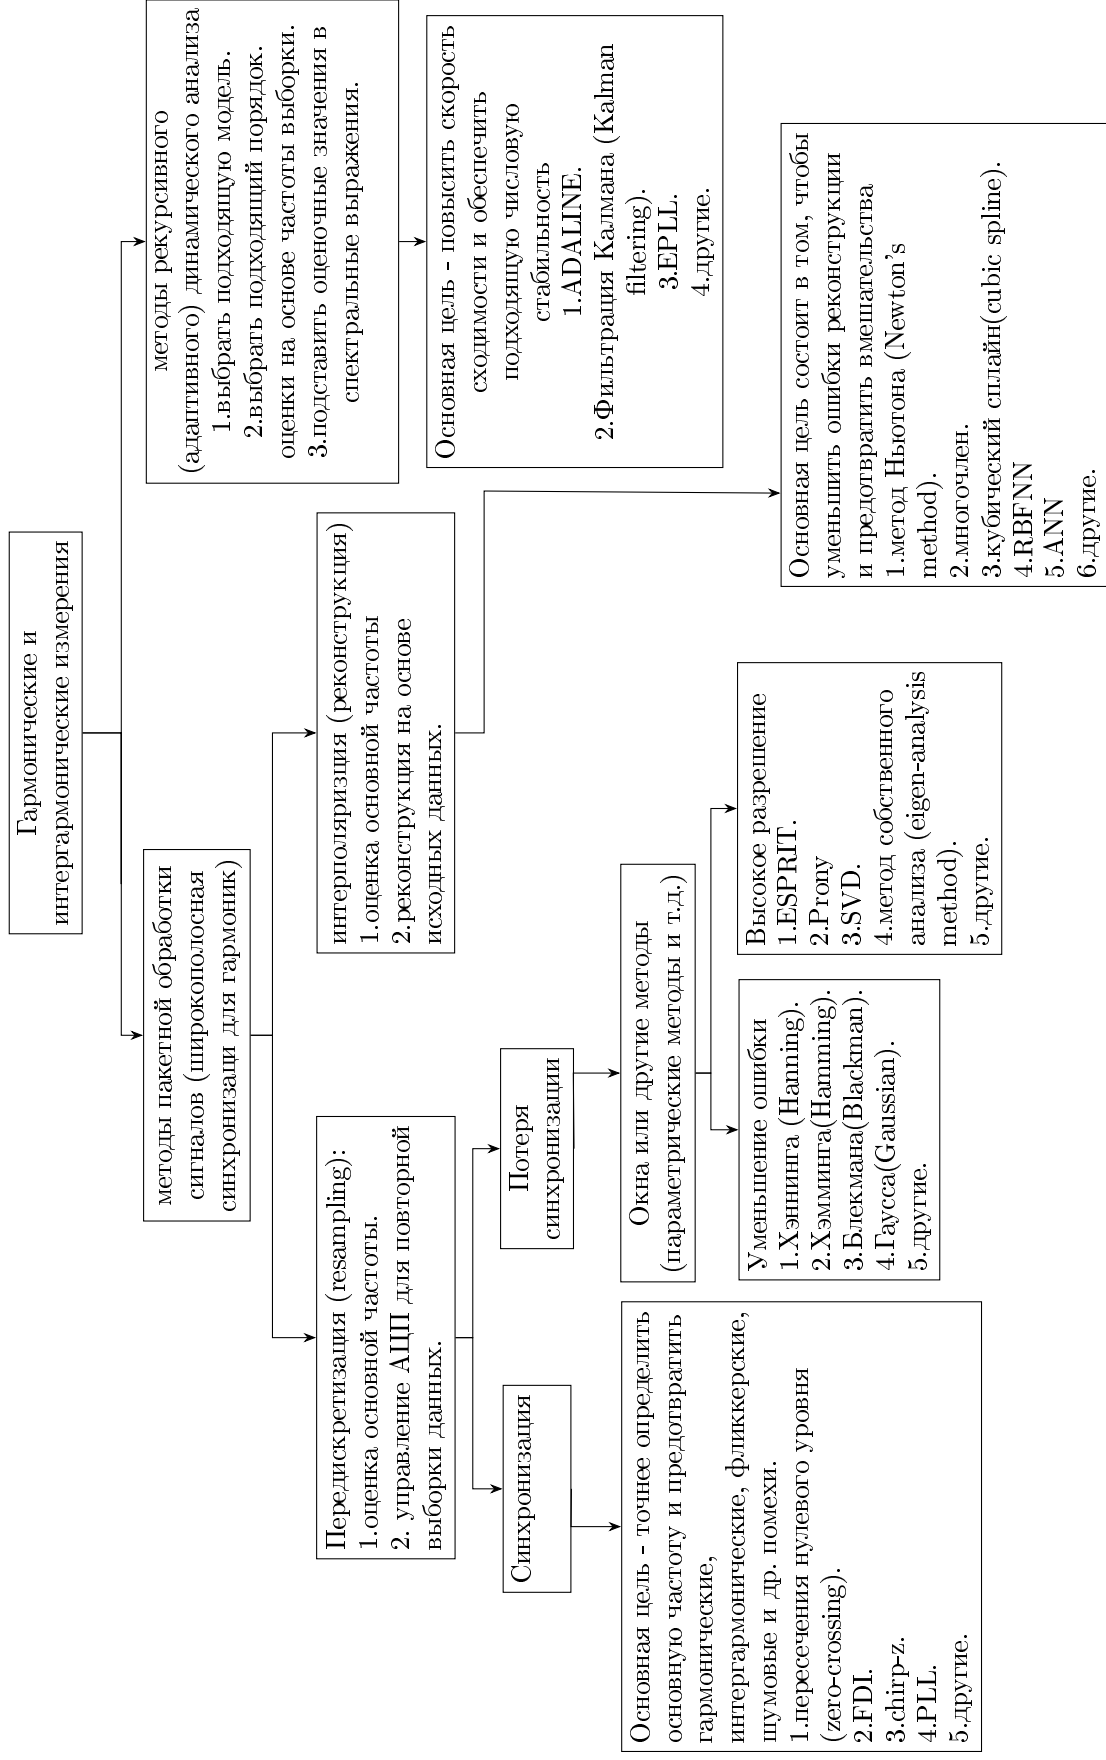 Гармонические и
интергармонические измерения
методы пакетной обработки
сигналов (широкополосная
синхронизаци для гармоник)
методы рекурсивного
(адаптивного) динамического анализа
1.выбрать подходящую модель.
2.выбрать подходящий порядок.
оценки на основе частоты выборки.
3.подставить оценочные значения в
спектральные выражения.
Передискретизация (resampling):
1.оценка основной частоты.
2. управление АЦП для повторной
выборки данных.
интерполяризция (реконструкция)
1.оценка основной частоты
2.реконструкция на основе
исходных данных.
Основная цель - повысить скорость
сходимости и обеспечить
подходящую числовую
стабильность
1.ADALINE.
2.Фильтрация Калмана (Kalman
filtering).
3.EPLL.
4.другие.
Синхронизация
Потеря
синхронизации
Основная цель - точнее определить
основную частоту и предотвратить
гармонические,
интергармонические, фликкерские,
шумовые и др. помехи.
1.пересечения нулевого уровня
(zero-crossing).
2.FDI.
3.chirp-z.
4.PLL.
5.другие.
Окна или другие методы
(параметрические методы и т.д.)
Уменьшение ошибки
1.Хэннинга (Hanning).
2.Хэмминга(Hamming).
3.Блекмана(Blackman).
4.Гаусса(Gaussian).
5.другие.
Высокое разрешение
1.ESPRIT.
2.Prony
3.SVD.
4.метод собственного
анализа (eigen-analysis
method).
5.другие.
Основная цель состоит в том, чтобы
уменьшить ошибки реконструкции
и предотвратить вмешательства
1.метод Ньютона (Newton's
method).
2.многочлен.
3.кубический сплайн(cubic spline).
4.RBFNN
5.ANN
6.другие.